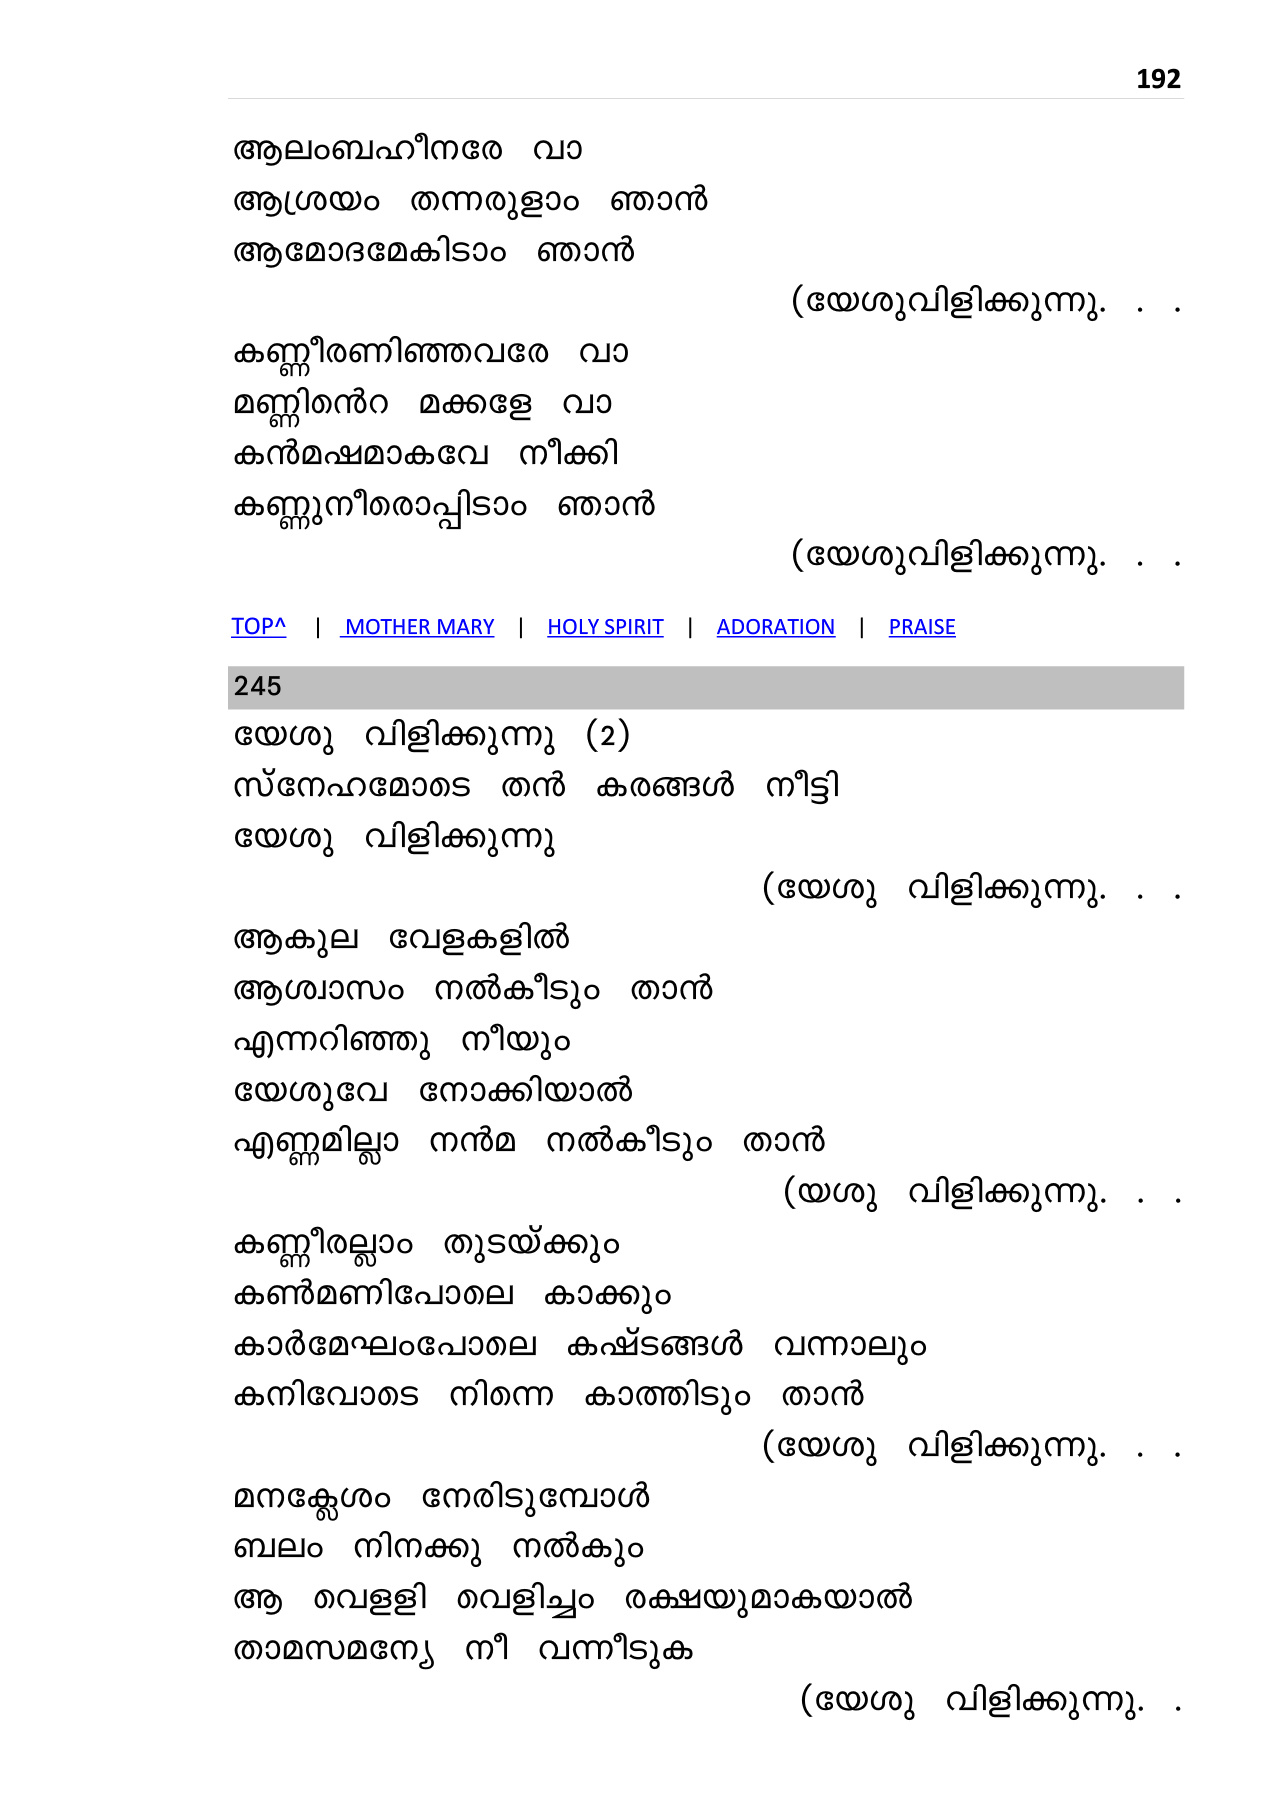 192
ആലംബഹീനരേ വാ
ആശ്രയം തന്നരുളാം ഞാൻ
ആമോദമേകിടാം ഞാൻ
(യേശുവിളിക്കുന്നു. . .
കണ്ണീരണിഞ്ഞവരേ വാ
മണ്ണിൻെറ മക്കളേ വാ
കൻമഷമാകവേ നീക്കി
കണ്ണുനീരൊപ്പിടാം ഞാൻ
(യേശുവിളിക്കുന്നു. . .
TOP^ | MOTHER MARY | HOLY SPIRIT | ADORATION | PRAISE
245
യേശു വിളിക്കുന്നു (2)
സ്നേഹമോടെ തൻ കരങ്ങൾ നീട്ടി
യേശു വിളിക്കുന്നു
(യേശു വിളിക്കുന്നു. . .
ആകുല വേളകളിൽ
ആശ്വാസം നൽകീടും താൻ
എന്നറിഞ്ഞു നീയും
യേശുവേ നോക്കിയാൽ
എണ്ണമില്ലാ നൻമ നൽകീടും താൻ
(യശു വിളിക്കുന്നു. . .
കണ്ണീരല്ലാം തുടയ്ക്കും
കൺമണിപോലെ കാക്കും
കാർമേഘംപോലെ കഷ്ടങ്ങൾ വന്നാലും
കനിവോടെ നിന്നെ കാത്തിടും താൻ
(യേശു വിളിക്കുന്നു. . .
മനക്ലേശം നേരിടുമ്പോൾ
ബലം നിനക്കു നൽകും
ആ വെളളി വെളിച്ചം രക്ഷയുമാകയാൽ
താമസമന്യേ നീ വന്നീടുക
(യേശു വിളിക്കുന്നു. .